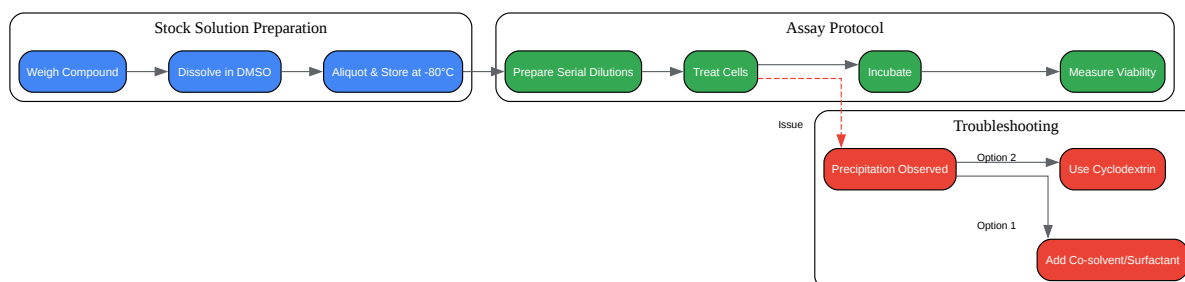 Stock Solution Preparation
Weigh Compound
Dissolve in DMSO
Aliquot & Store at -80°C
Assay Protocol
Prepare Serial Dilutions
Treat Cells
Incubate
Measure Viability
Issue
Troubleshooting
Precipitation Observed
Option 2
Use Cyclodextrin
Option 1
Add Co-solvent/Surfactant